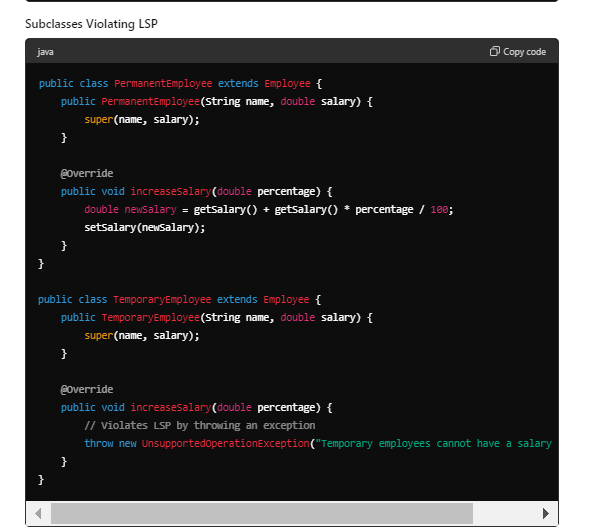 Subclasses Violating LSP
java
Copy code
public class PermanentEmployee extends Employee {
    public PermanentEmployee(String name, double salary) {
        super(name, salary);
    }

    @Override
    public void increaseSalary(double percentage) {
        double newSalary = getSalary() + getSalary() * percentage / 100;
        setSalary(newSalary);
    }
}

public class TemporaryEmployee extends Employee {
    public TemporaryEmployee(String name, double salary) {
        super(name, salary);
    }

    @Override
    public void increaseSalary(double percentage) {
        // Violates LSP by throwing an exception
        throw new UnsupportedOperationException("Temporary employees cannot have a salary
    }
}